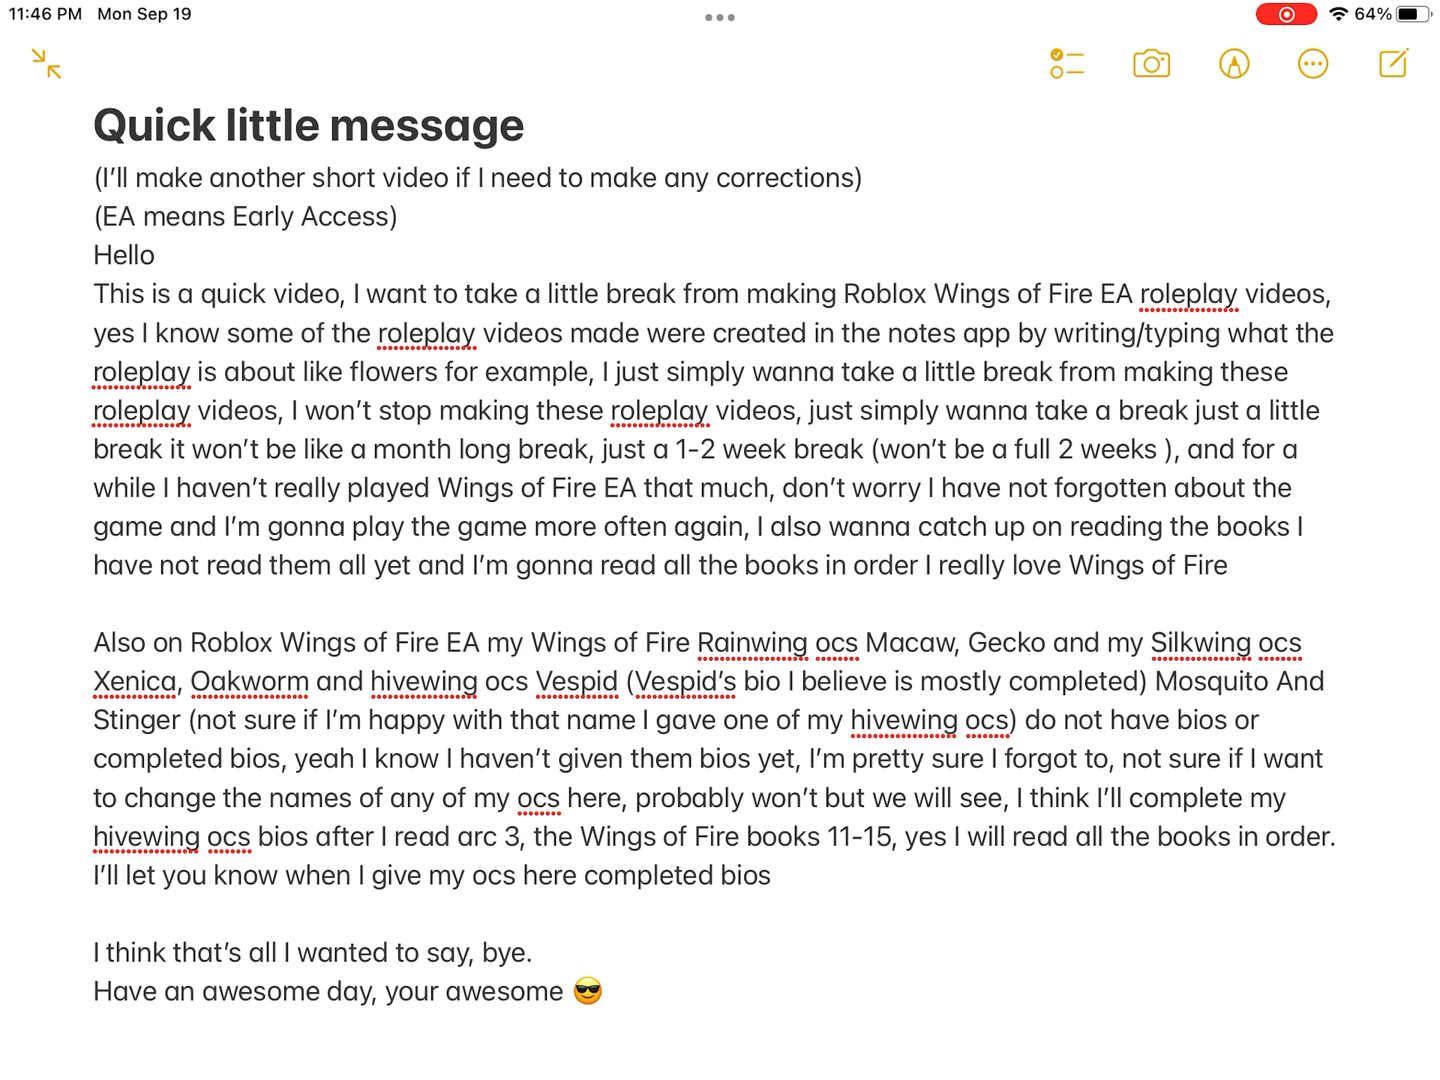 11:46 PM Mon Sep 19
64%
Quick little message
(I'll make another short video if I need to make any corrections)
(EA means Early Access)
Hello
This is a quick video, I want to take a little break from making Roblox Wings of Fire EA roleplay videos,
yes I know some of the roleplay videos made were created in the notes app by writing/typing what the
roleplay is about like flowers for example, I just simply wanna take a little break from making these
roleplay videos, I won't stop making these roleplay videos, just simply wanna take a break just a little
break it won't be like a month long break, just a 1-2 week break (won't be a full 2 weeks ), and for a
while I haven't really played Wings of Fire EA that much, don't worry I have not forgotten about the
game and I'm gonna play the game more often again, I also wanna catch up on reading the books I
have not read them all yet and I'm gonna read all the books in order I really love Wings of Fire
Also on Roblox Wings of Fire EA my Wings of Fire Rainwing ocs Macaw, Gecko and my Silkwing ocs
Xenica, Oakworm and hivewing ocs Vespid (Vespid's bio I believe is mostly completed) Mosquito And
Stinger (not sure if I'm happy with that name I gave one of my hivewing ocs) do not have bios or
completed bios, yeah I know I haven't given them bios yet, I'm pretty sure I forgot to, not sure if I want
to change the names of any of my ocs here, probably won't but we will see, I think I'll complete my
hivewing ocs bios after I read arc 3, the Wings of Fire books 11-15, yes I will read all the books in order.
I'll let you know when I give my ocs here completed bios
I think that's all I wanted to say, bye.
Have an awesome day, your awesome 😎